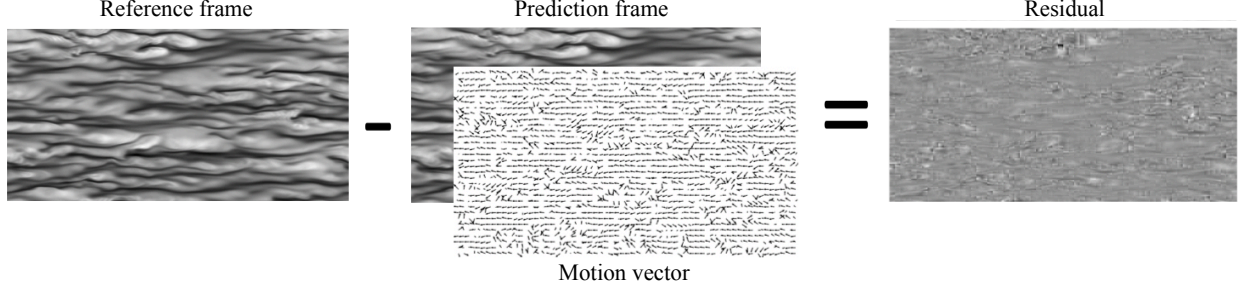 Reference frame
Prediction frame
Residual
Motion vector